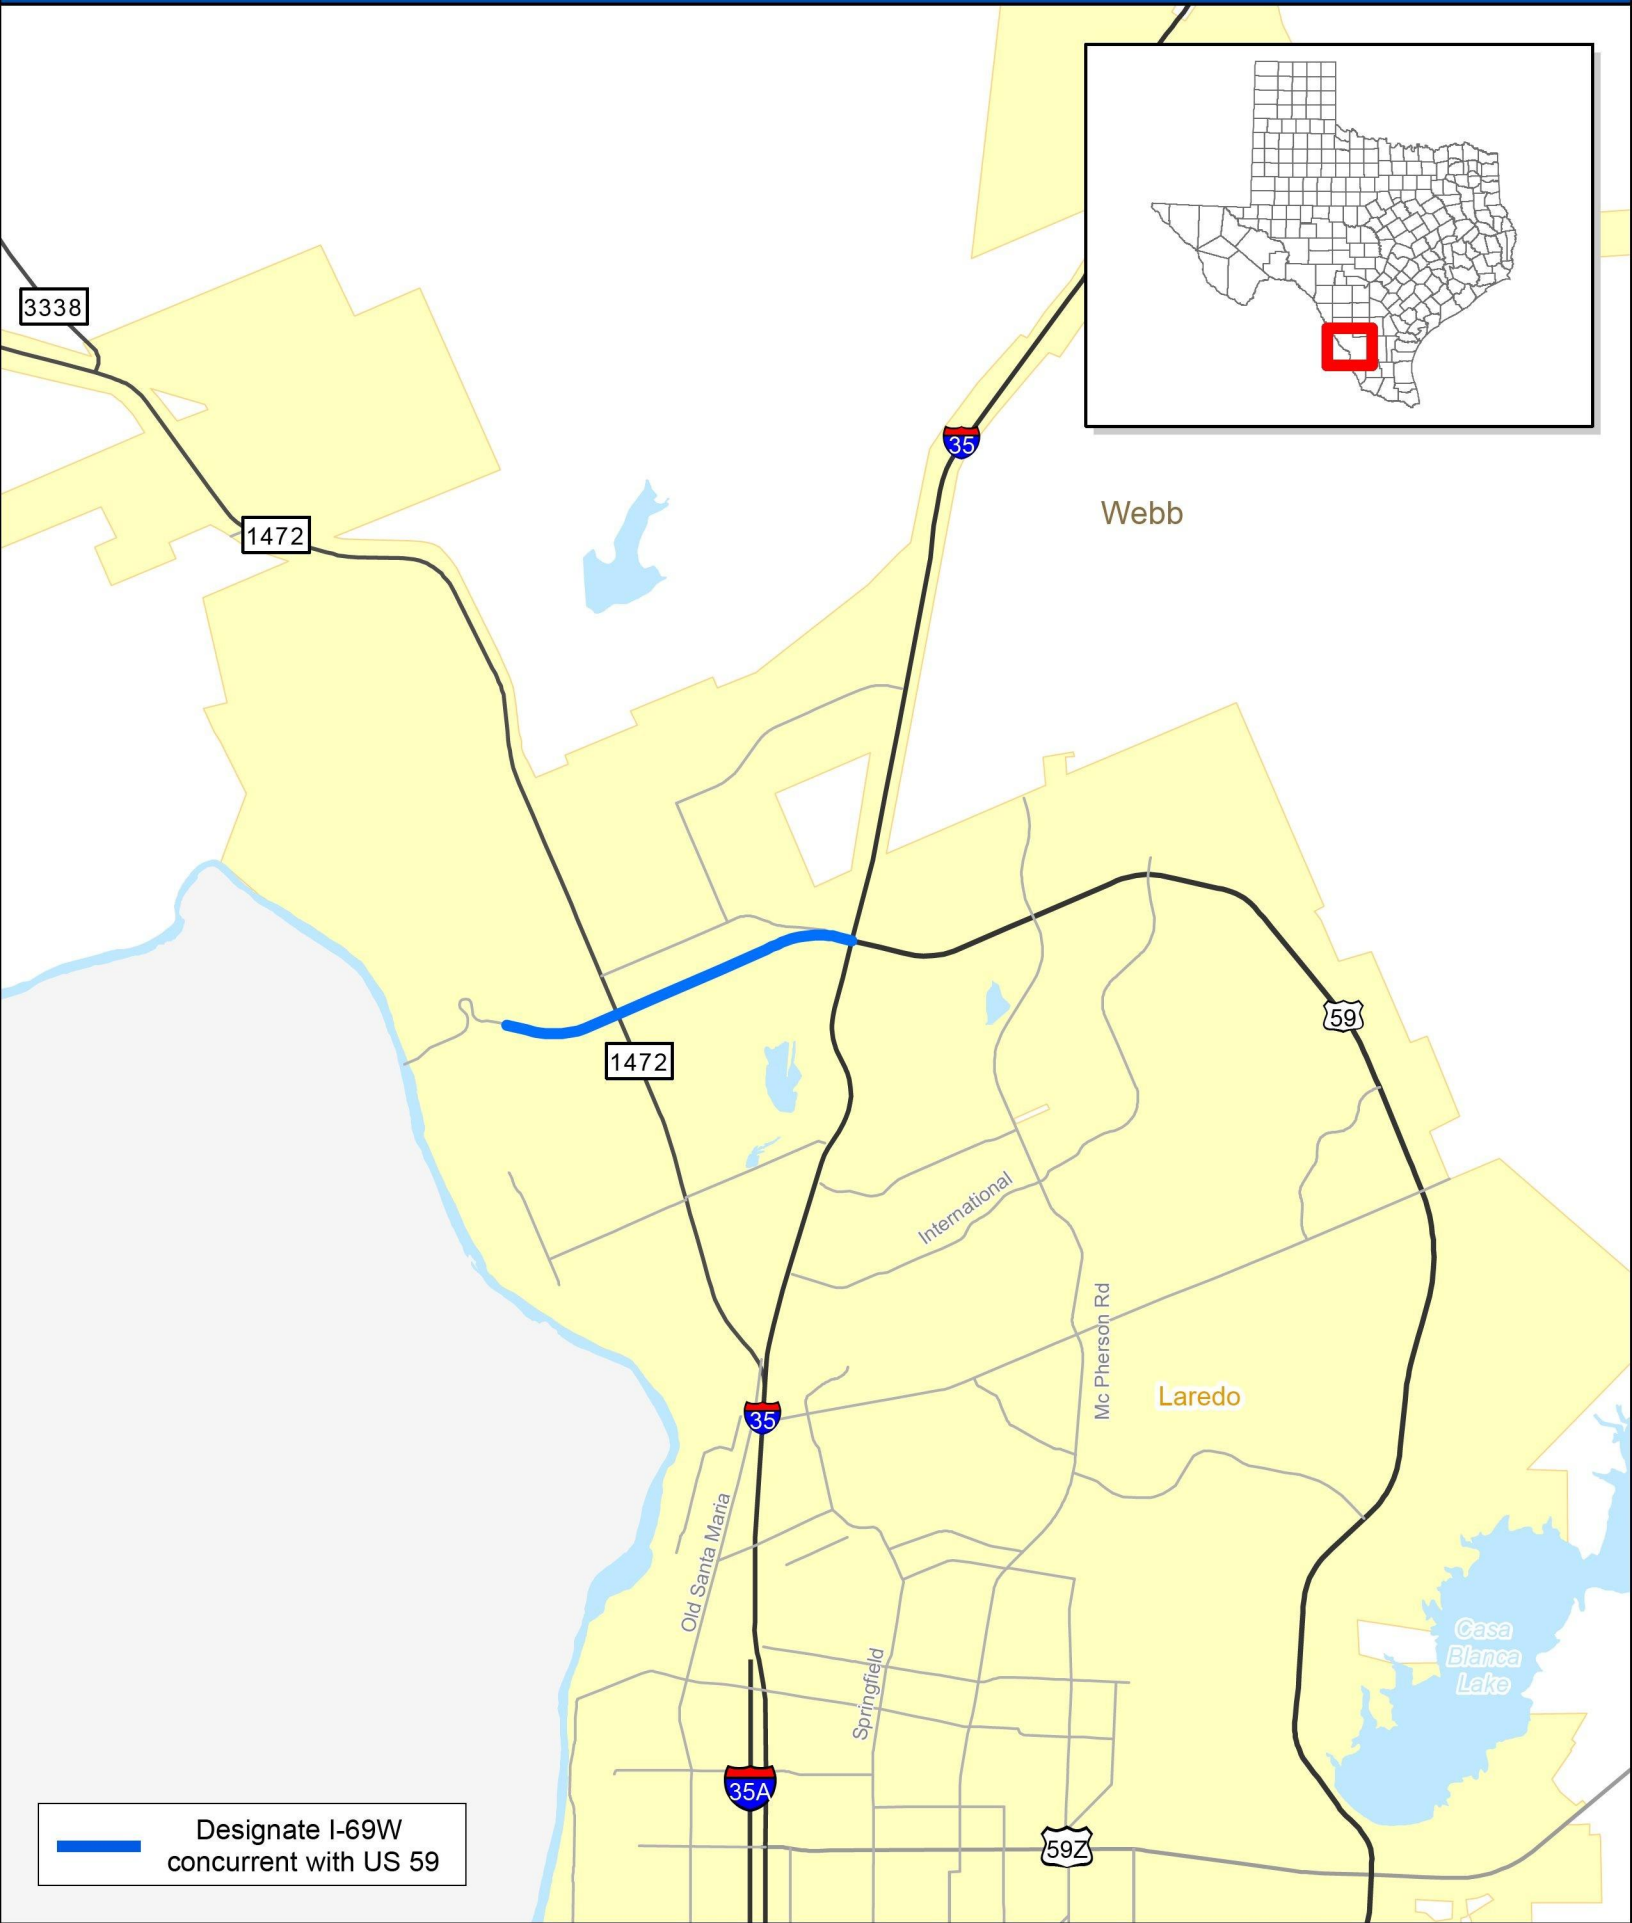 3338
35
Webb
1472
59
1472
International
Mc Pherson Rd
Laredo
35
Old Santa Maria
Springfield
Casa
Blanca
Lake
35A
59Z
Designate I-69W
concurrent with US 59